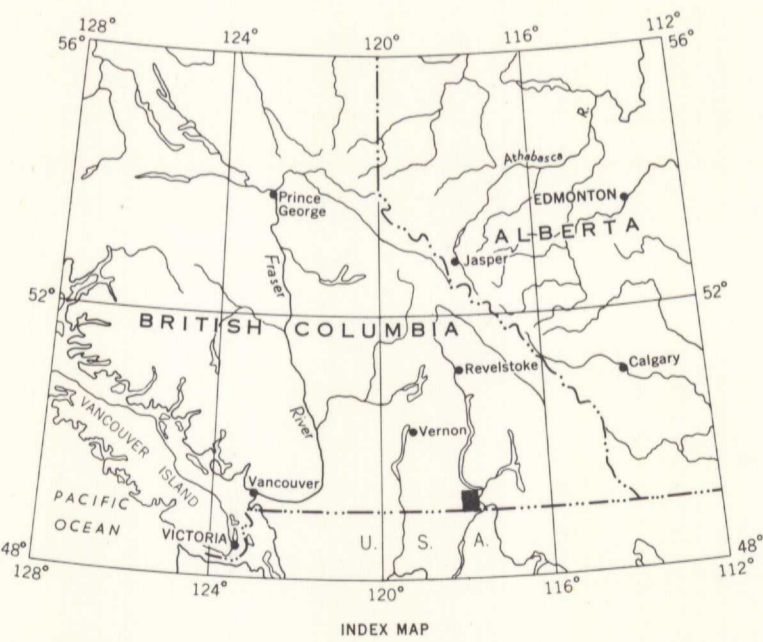 128°
124°
120°
116°
112°
56°
56°
Athabasca
R.
Prince
George
EDMONTON
ALBERTA
Jasper
Fraser
52°
52°
BRITISH COLUMBIA
Revelstoke
Calgary
River
Vernon
VANCOUVER
ISLAND
Vancouver
PACIFIC
OCEAN
VICTORIA
U. S. A.
48°
48°
128°
124°
120°
116°
112°
INDEX MAP